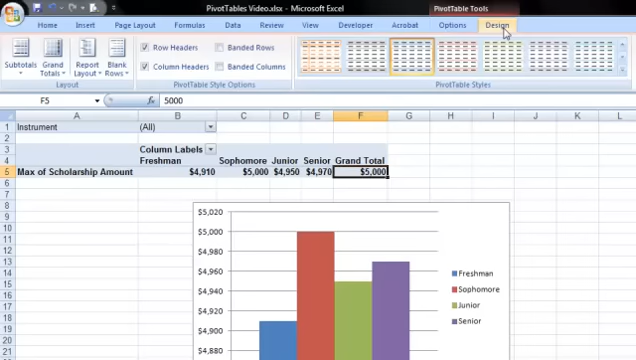 PivotTables Video.xlsx - Microsoft Excel
PivotTable Tools
Home Insert Page Layout Formulas Data Review View Developer Acrobat Options Design
Subtotals Grand Totals Report Layout Blank Rows
Layout
Row Headers Banded Rows
Column Headers Banded Columns
PivotTable Style Options
PivotTable Styles
F5 fx 5000
A B C D E F G H I J K L
1 Instrument (All)
2
3 Column Labels
4 Freshman Sophomore Junior Senior Grand Total
5 Max of Scholarship Amount $4,910 $5,000 $4,950 $4,970 $5,000
6
7
8
9
10
11
12
13
14
15
16
17
18
19
20
21
$5,020
$5,000
$4,980
$4,960
$4,940
$4,920
$4,900
$4,880
Freshman
Sophomore
Junior
Senior